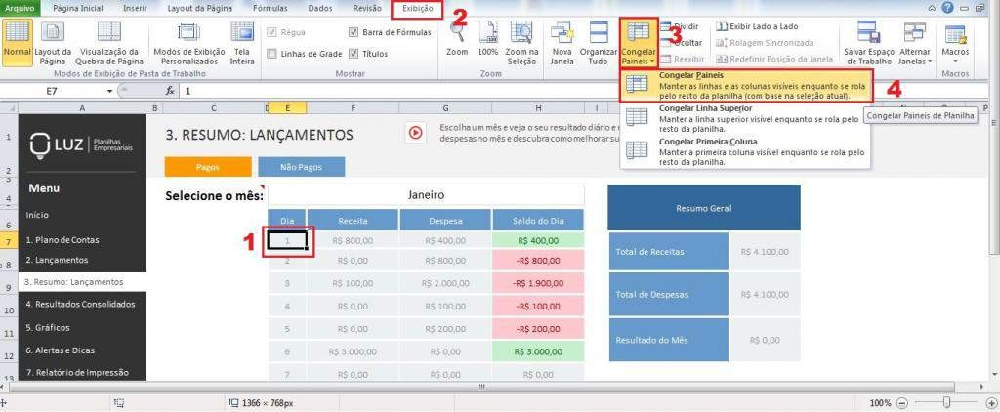 Arquivo Página Inicial Inserir Layout da Página Fórmulas Dados Revisão Exibição
2
Normal Layout da Página Visualização da Quebra de Página Modos de Exibição Personalizados Tela Inteira
Modos de Exibição de Pasta de Trabalho
Régua Barra de Fórmulas
Linhas de Grade Títulos
Mostrar
Zoom 100% Zoom na Seleção
Zoom
Nova Janela Organizar Tudo Congelar Paineis
3
Dividir
Ocultar
Reexibir
Exibir Lado a Lado
Rolagem Sincronizada
Redefinir Posição da Janela
Salvar Espaço de Trabalho Alternar Janelas
Macros
Macros
Congelar Paineis
Manter as linhas e as colunas visíveis enquanto se rola
pelo resto da planilha (com base na seleção atual).
4
Congelar Linha Superior
Manter a linha superior visível enquanto se rola pelo
resto da planilha.
Congelar Primeira Coluna
Manter a primeira coluna visível enquanto se rola pelo
resto da planilha.
Congelar Paineis de Planilha
E7 fx 1
A B C D E F G H I
1
2
3
4
6
7
8
9
10
11
12
13
LUZ Planilhas Empresariais
3. RESUMO: LANÇAMENTOS
Escolha um mês e veja o seu resultado diário e
despesas no mês e descubra como melhorar su
Pagos Não Pagos
Menu
Início
1. Plano de Contas
2. Lançamentos
3. Resumo: Lançamentos
4. Resultados Consolidados
5. Gráficos
6. Alertas e Dicas
7. Relatório de Impressão
Selecione o mês: Janeiro
1
Dia Receita Despesa Saldo do Dia
1 R$ 800,00 R$ 400,00 R$ 400,00
2 R$ 0,00 R$ 800,00 -R$ 800,00
3 R$ 100,00 R$ 2.000,00 -R$ 1.900,00
4 R$ 0,00 R$ 100,00 -R$ 100,00
5 R$ 0,00 R$ 200,00 -R$ 200,00
6 R$ 3.000,00 R$ 0,00 R$ 3.000,00
7 R$ 0,00 R$ 0,00 R$ 0,00
Resumo Geral
Total de Receitas R$ 4.100,00
Total de Despesas R$ 4.100,00
Resultado do Mês R$ 0,00
1366 × 768px
100%